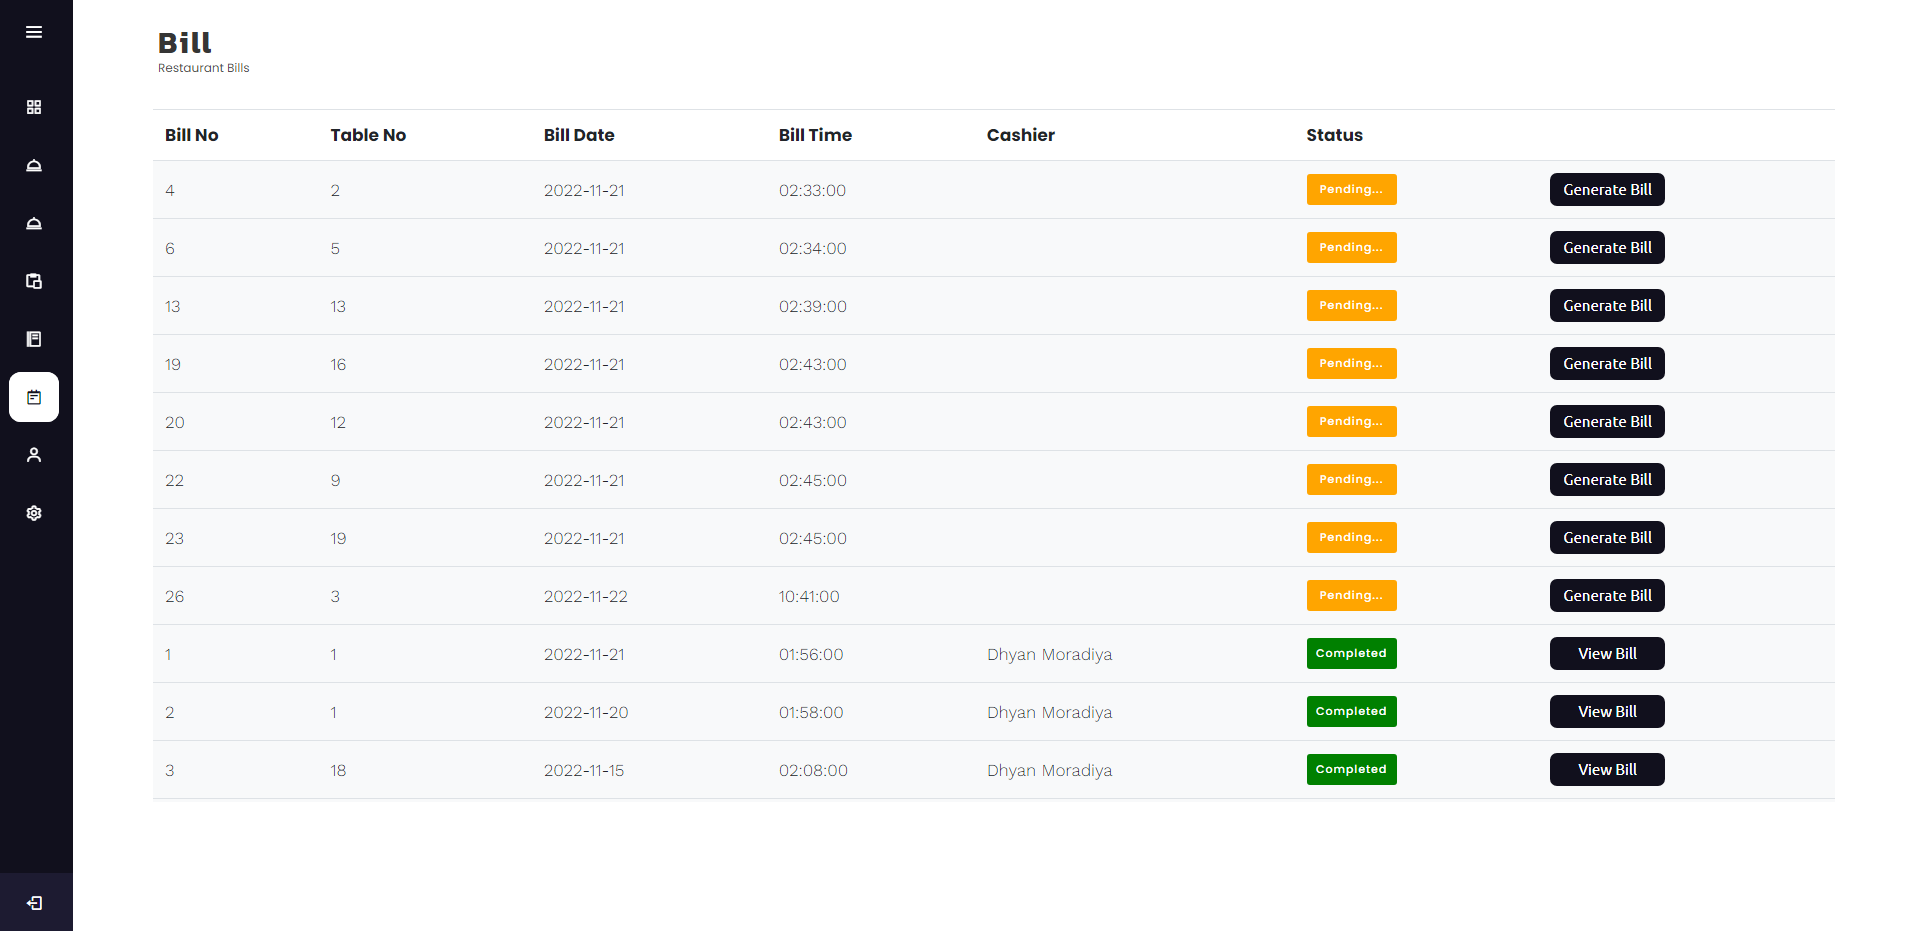 Bill
Restaurant Bills
Bill No Table No Bill Date Bill Time Cashier Status
4 2 2022-11-21 02:33:00 Pending... Generate Bill
6 5 2022-11-21 02:34:00 Pending... Generate Bill
13 13 2022-11-21 02:39:00 Pending... Generate Bill
19 16 2022-11-21 02:43:00 Pending... Generate Bill
20 12 2022-11-21 02:43:00 Pending... Generate Bill
22 9 2022-11-21 02:45:00 Pending... Generate Bill
23 19 2022-11-21 02:45:00 Pending... Generate Bill
26 3 2022-11-22 10:41:00 Pending... Generate Bill
1 1 2022-11-21 01:56:00 Dhyan Moradiya Completed View Bill
2 1 2022-11-20 01:58:00 Dhyan Moradiya Completed View Bill
3 18 2022-11-15 02:08:00 Dhyan Moradiya Completed View Bill